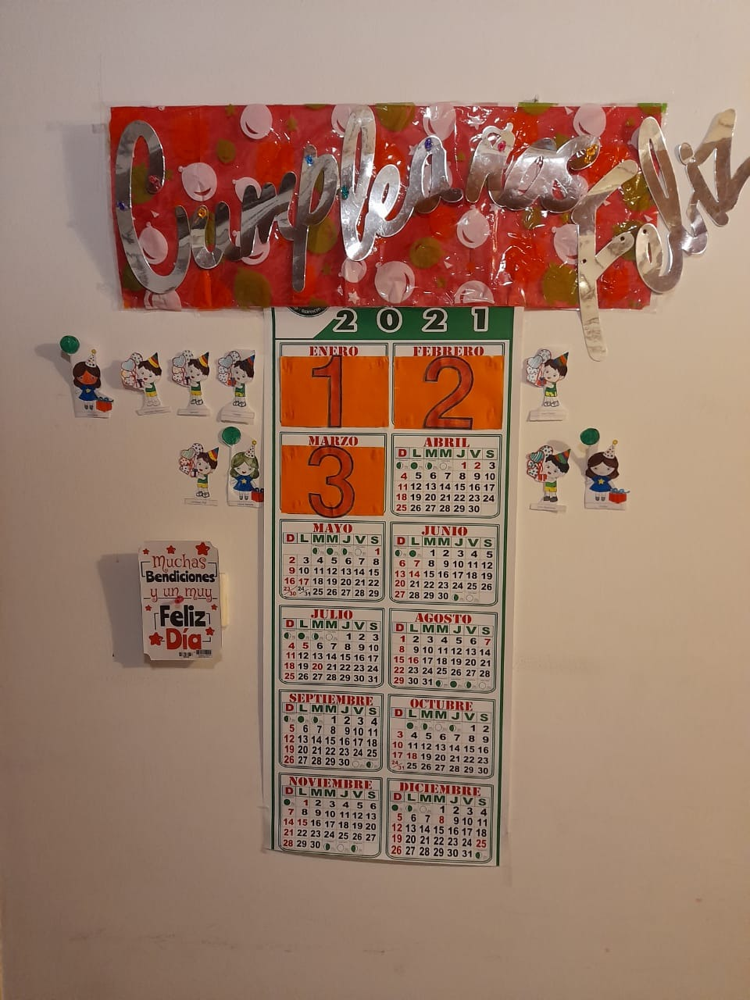 Cumpleaños Feliz
2021
ENERO
1
FEBRERO
2
MARZO
3
ABRIL
D L M M J V S
1 2 3
4 5 6 7 8 9 10
11 12 13 14 15 16 17
18 19 20 21 22 23 24
25 26 27 28 29 30
MAYO
D L M M J V S
1
2 3 4 5 6 7 8
9 10 11 12 13 14 15
16 17 18 19 20 21 22
23/30 24/31 25 26 27 28 29
JUNIO
D L M M J V S
1 2 3 4 5
6 7 8 9 10 11 12
13 14 15 16 17 18 19
20 21 22 23 24 25 26
27 28 29 30
JULIO
D L M M J V S
1 2 3
4 5 6 7 8 9 10
11 12 13 14 15 16 17
18 19 20 21 22 23 24
25 26 27 28 29 30 31
AGOSTO
D L M M J V S
1 2 3 4 5 6 7
8 9 10 11 12 13 14
15 16 17 18 19 20 21
22 23 24 25 26 27 28
29 30 31
SEPTIEMBRE
D L M M J V S
1 2 3 4
5 6 7 8 9 10 11
12 13 14 15 16 17 18
19 20 21 22 23 24 25
26 27 28 29 30
OCTUBRE
D L M M J V S
1 2
3 4 5 6 7 8 9
10 11 12 13 14 15 16
17 18 19 20 21 22 23
24/31 25 26 27 28 29 30
NOVIEMBRE
D L M M J V S
1 2 3 4 5 6
7 8 9 10 11 12 13
14 15 16 17 18 19 20
21 22 23 24 25 26 27
28 29 30
DICIEMBRE
D L M M J V S
1 2 3 4
5 6 7 8 9 10 11
12 13 14 15 16 17 18
19 20 21 22 23 24 25
26 27 28 29 30 31
Muchas
Bendiciones
y un muy
Feliz
Día